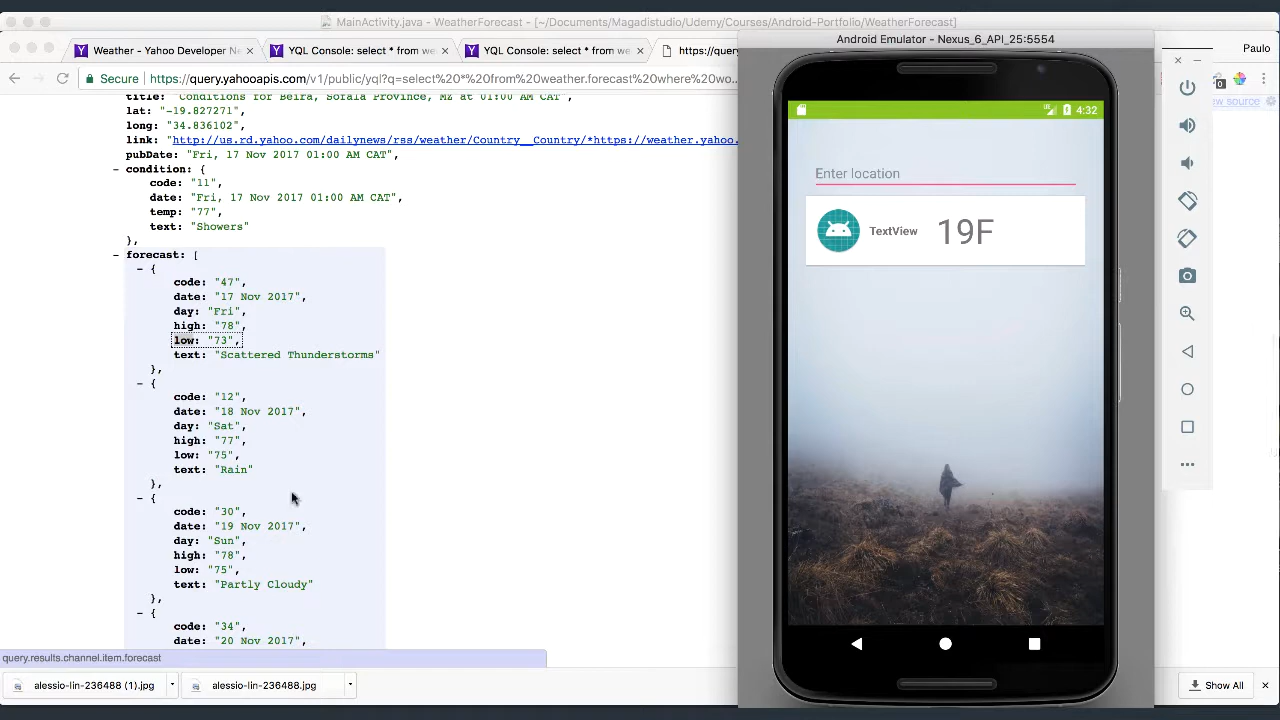 MainActivity.java - WeatherForecast - [~/Documents/Magadistudio/Udemy/Courses/Android-Portfolio/WeatherForecast]
Weather - Yahoo Developer Ne
YQL Console: select * from we
YQL Console: select * from we
https://query
Paulo
Android Emulator - Nexus_6_API_25:5554
Secure
https://query.yahooapis.com/v1/public/yql?q=select%20*%20from%20weather.forecast%20where%20wo...
ew source
title: "Conditions for Beira, Sofala Province, MZ at 01:00 AM CAT",
lat: "-19.827271"
long: "34.836102",
link: "http://us.rd.yahoo.com/dailynews/rss/weather/Country__Country/*https://weather.yahoo.
pubDate: "Fri, 17 Nov 2017 01:00 AM CAT",
- condition: {
code: "11",
date: "Fri, 17 Nov 2017 01:00 AM CAT",
temp: "77",
text: "Showers"
},
- forecast: [
- {
code: "47",
date: "17 Nov 2017",
day: "Fri",
high: "78",
low: "73",
text: "Scattered Thunderstorms"
},
- {
code: "12",
date: "18 Nov 2017",
day: "Sat",
high: "77",
low: "75",
text: "Rain"
},
- {
code: "30",
date: "19 Nov 2017",
day: "Sun",
high: "78",
low: "75",
text: "Partly Cloudy"
},
- {
code: "34",
date: "20 Nov 2017",
query.results.channel.item.forecast
4:32
Enter location
TextView
19F
alessio-lin-236488 (1).jpg
alessio-lin-236488.jpg
Show All